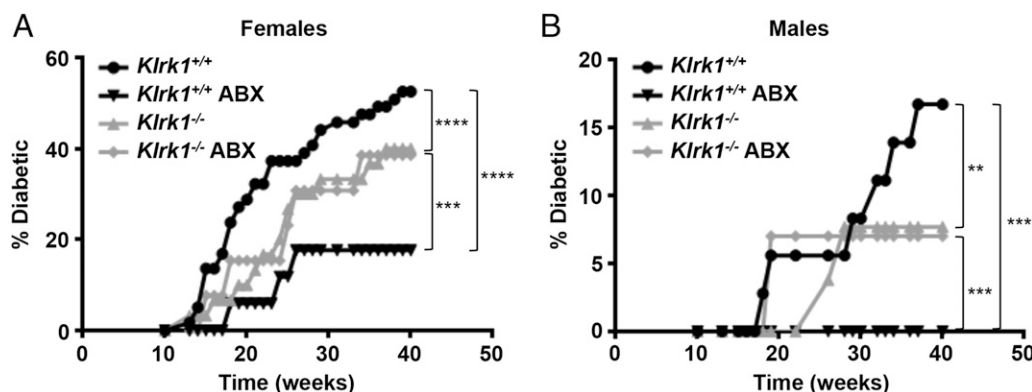 A
Females
% Diabetic
60
40
20
0
Klrk1+/+
Klrk1+/+ ABX
Klrk1-/-
Klrk1-/- ABX
****
***
****
0 10 20 30 40 50
Time (weeks)
B
Males
% Diabetic
20
15
10
5
0
Klrk1+/+
Klrk1+/+ ABX
Klrk1-/-
Klrk1-/- ABX
**
***
***
0 10 20 30 40 50
Time (weeks)